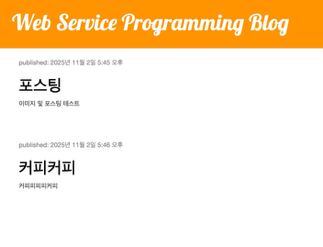 Web Service Programming Blog
published: 2025년 11월 2일 5:45 오후
포스팅
이미지 및 포스팅 테스트
published: 2025년 11월 2일 5:46 오후
커피커피
커피피피피커피